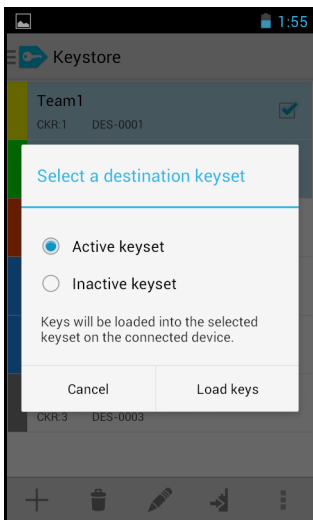 1:55
Keystore
Team1
CKR:1 DES-0001
Select a destination keyset
Active keyset
Inactive keyset
Keys will be loaded into the selected
keyset on the connected device.
Cancel Load keys
CKR:3 DES-0003